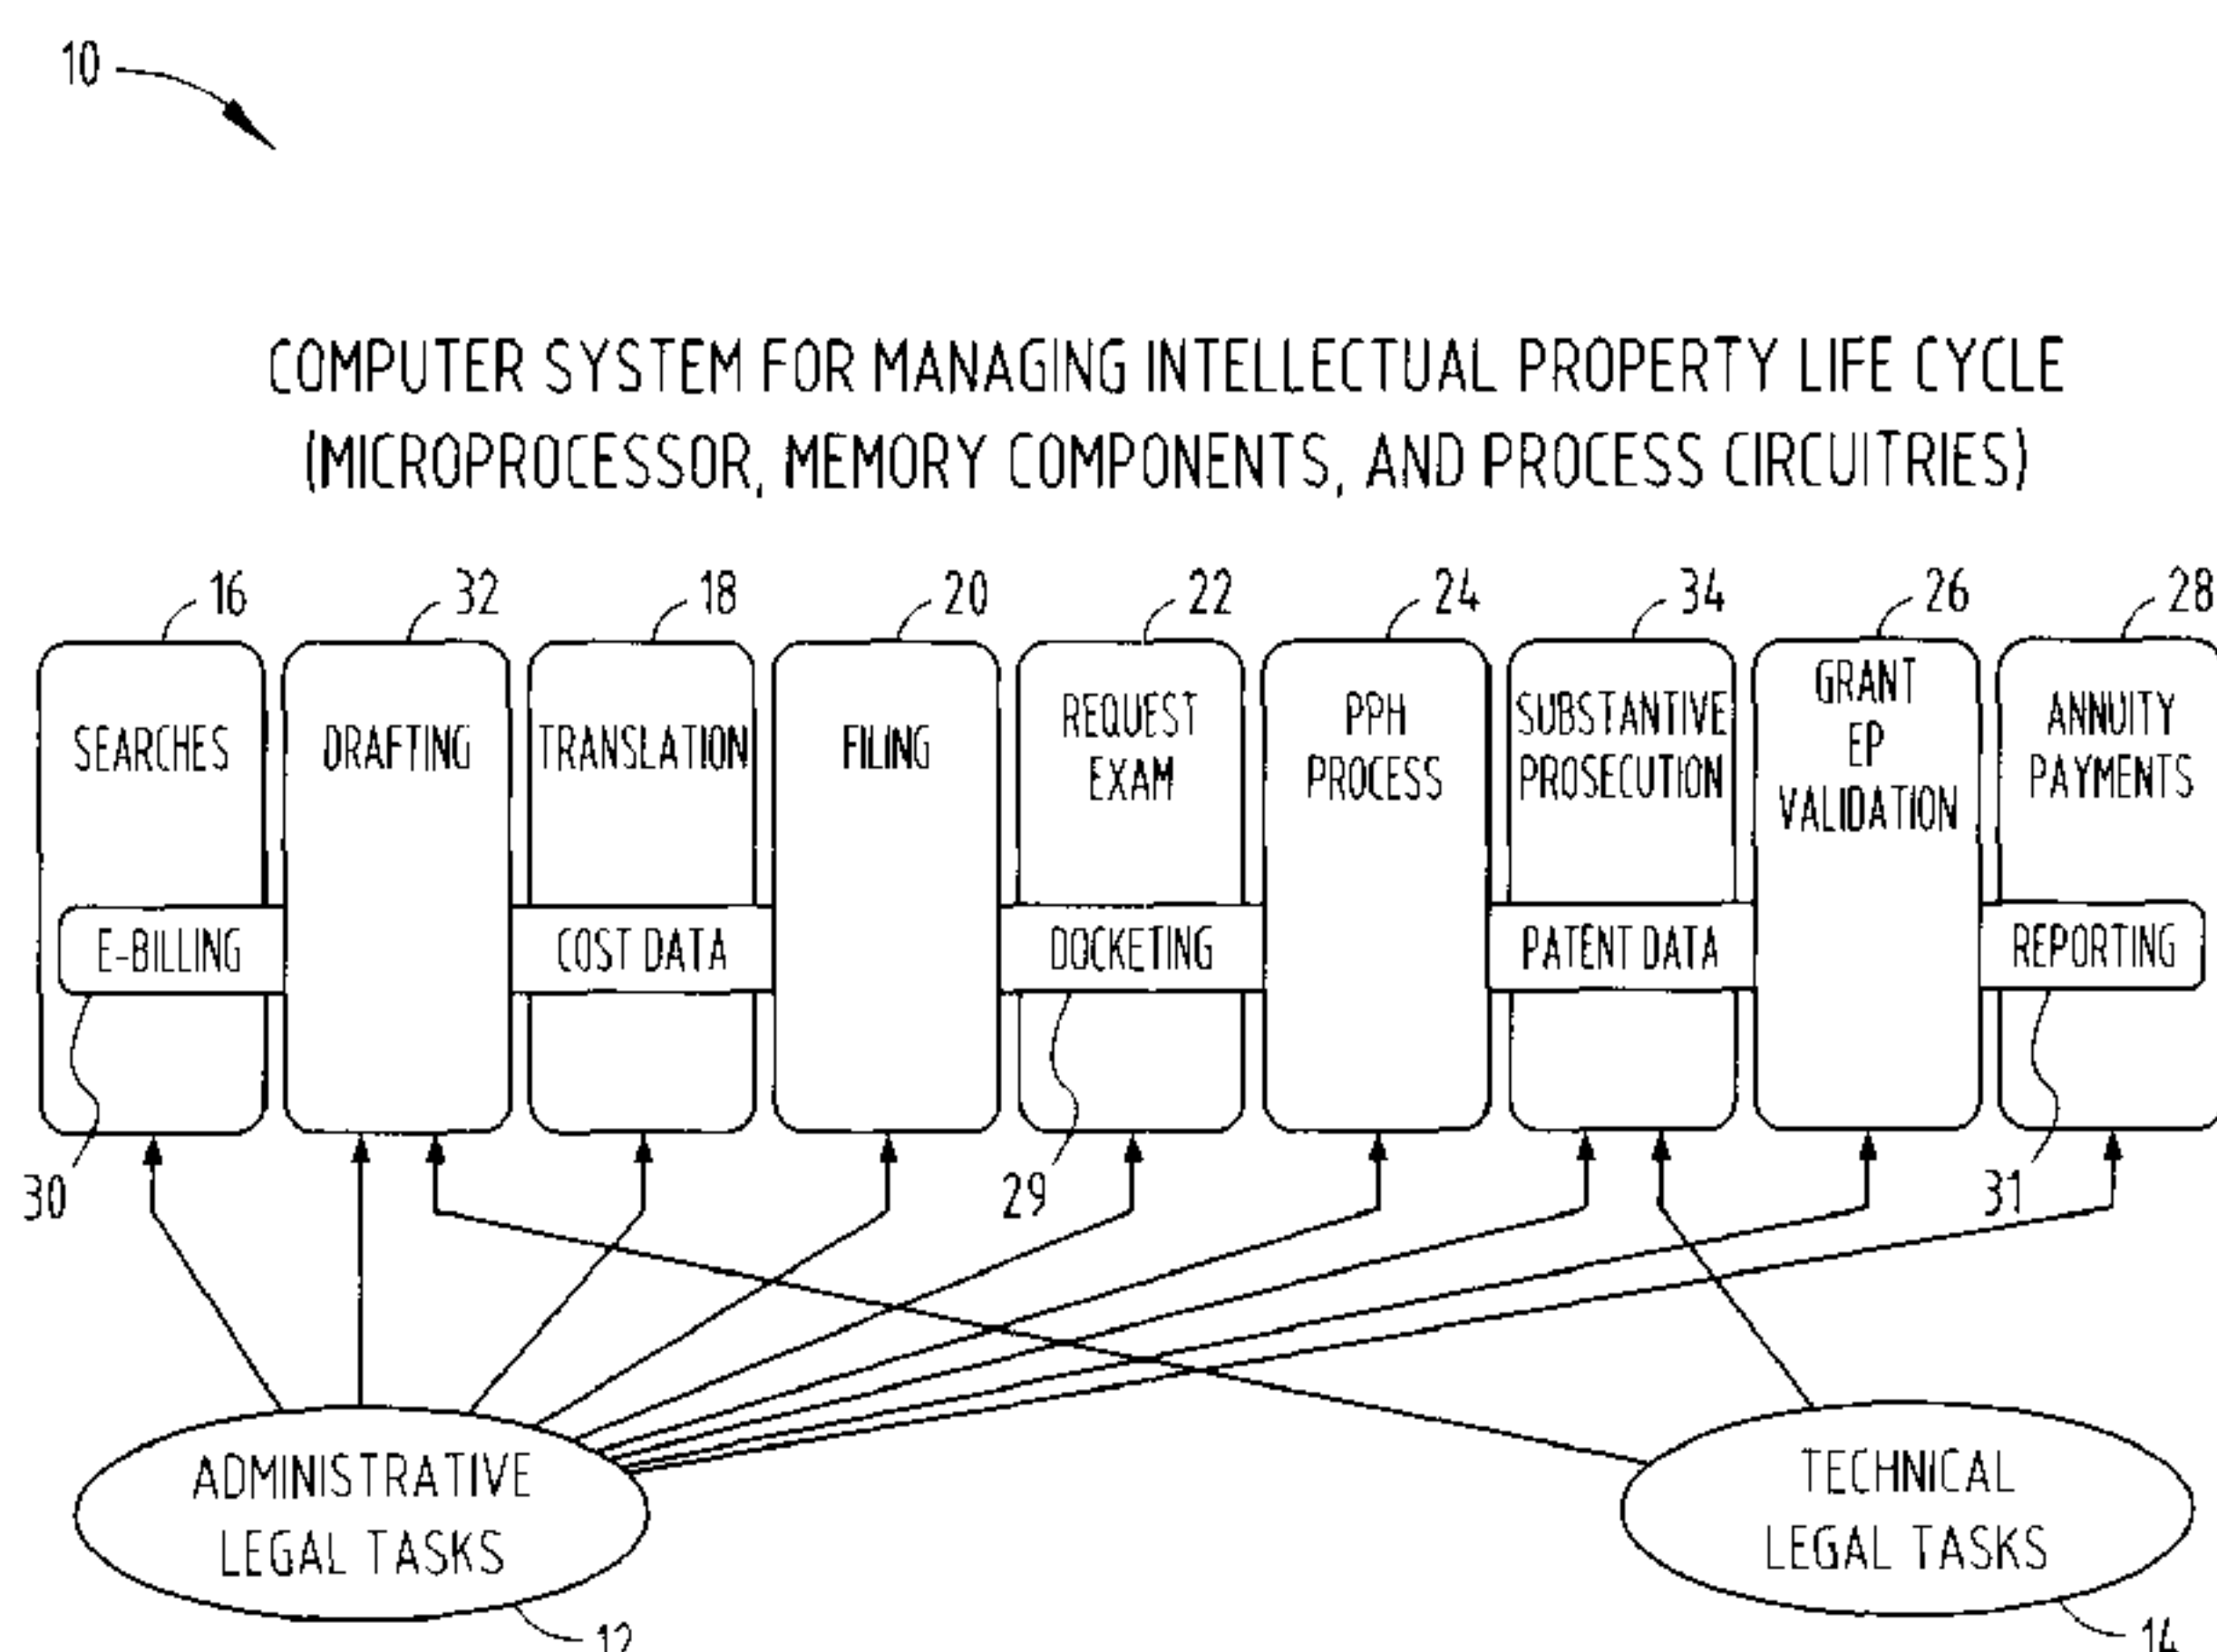 10
COMPUTER SYSTEM FOR MANAGING INTELLECTUAL PROPERTY LIFE CYCLE
(MICROPROCESSOR, MEMORY COMPONENTS, AND PROCESS CIRCUITRIES)
16
32
18
20
22
24
34
26
28
SEARCHES
DRAFTING
TRANSLATION
FILING
REQUEST
EXAM
PPH
PROCESS
SUBSTANTIVE
PROSECUTION
GRANT
EP
VALIDATION
ANNUITY
PAYMENTS
E-BILLING
COST DATA
DOCKETING
PATENT DATA
REPORTING
30
29
31
ADMINISTRATIVE
LEGAL TASKS
TECHNICAL
LEGAL TASKS
12
14